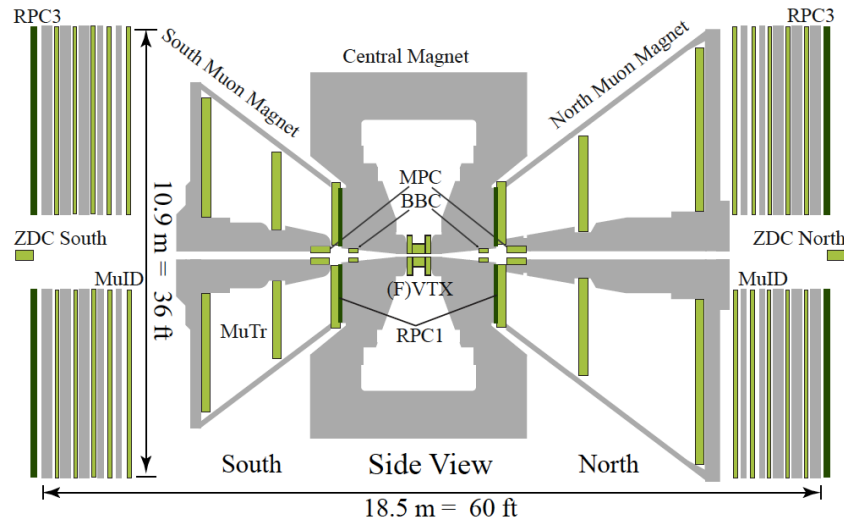 RPC3
RPC3
South Muon Magnet
Central Magnet
North Muon Magnet
MPC
BBC
ZDC South
ZDC North
10.9 m = 36 ft
MuID
MuID
(F)VTX
MuTr
RPC1
South
Side View
North
18.5 m = 60 ft